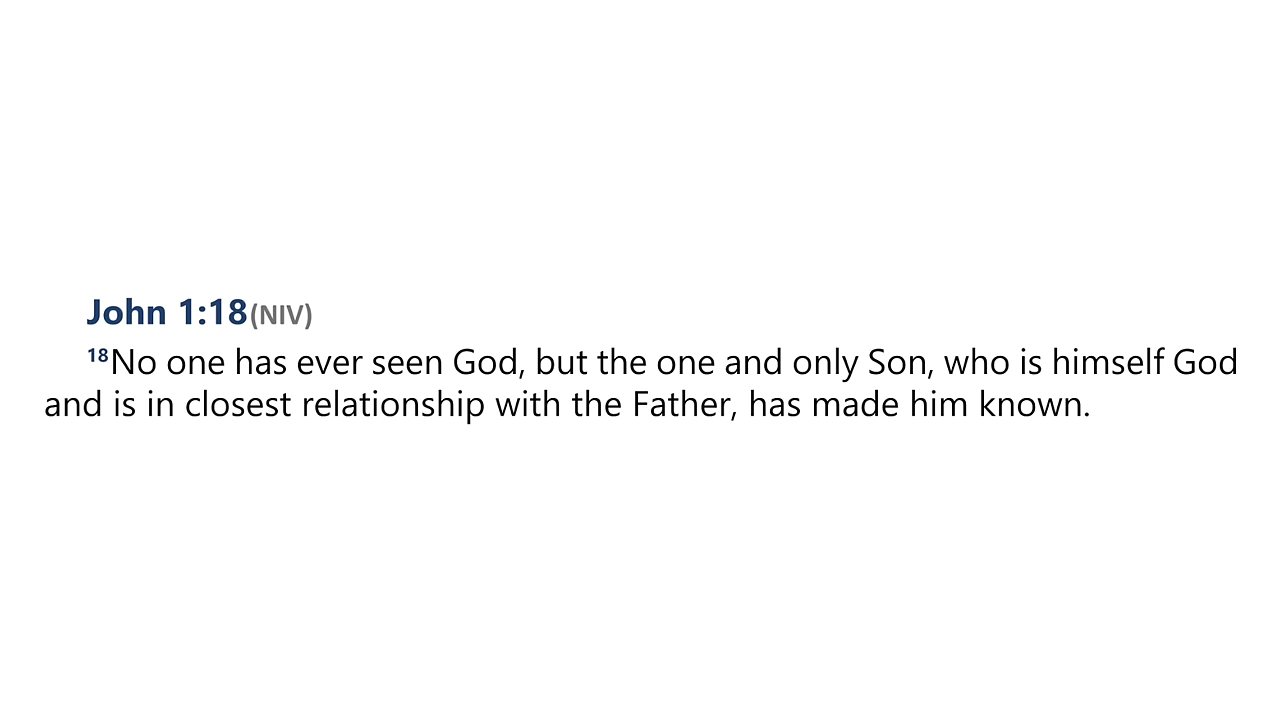 John 1:18(NIV)
18No one has ever seen God, but the one and only Son, who is himself God
and is in closest relationship with the Father, has made him known.